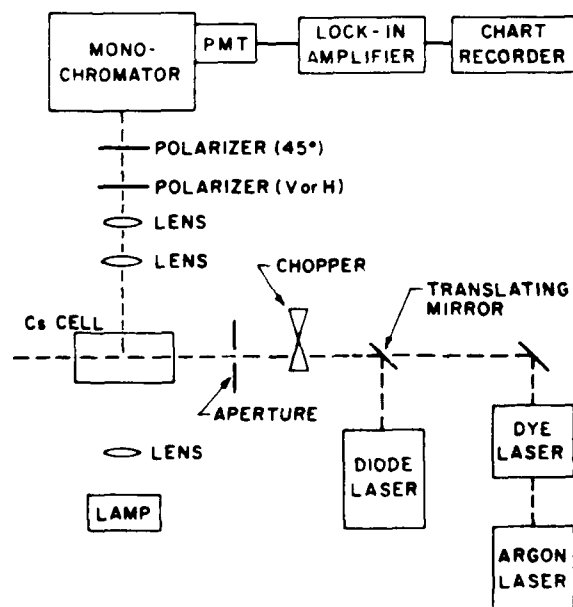 MONO-
CHROMATOR
PMT
LOCK-IN
AMPLIFIER
CHART
RECORDER
POLARIZER (45°)
POLARIZER (V or H)
LENS
LENS
CHOPPER
TRANSLATING
MIRROR
Cs CELL
APERTURE
LENS
LAMP
DIODE
LASER
DYE
LASER
ARGON
LASER